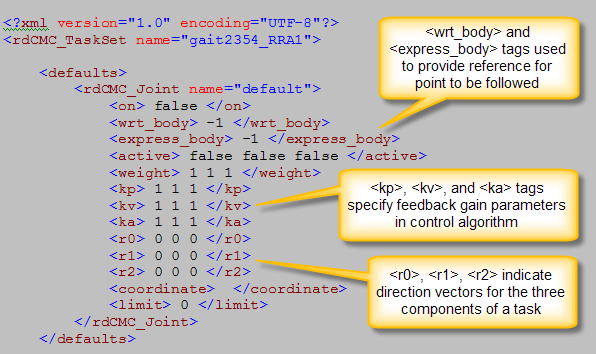 <?xml version="1.0" encoding="UTF-8"?>
<rdCMC_TaskSet name="gait2354_RRA1">
<defaults>
<rdCMC_Joint name="default">
<on> false </on>
<wrt_body> -1 </wrt_body>
<express_body> -1 </express_body>
<active> false false false </active>
<weight> 1 1 1 </weight>
<kp> 1 1 1 </kp>
<kv> 1 1 1 </kv>
<ka> 1 1 1 </ka>
<r0> 0 0 0 </r0>
<r1> 0 0 0 </r1>
<r2> 0 0 0 </r2>
<coordinate>  </coordinate>
<limit> 0 </limit>
</rdCMC_Joint>
</defaults>
<wrt_body> and
<express_body> tags used
to provide reference for
point to be followed
<kp>, <kv>, and <ka> tags
specify feedback gain parameters
in control algorithm
<r0>, <r1>, <r2> indicate
direction vectors for the three
components of a task